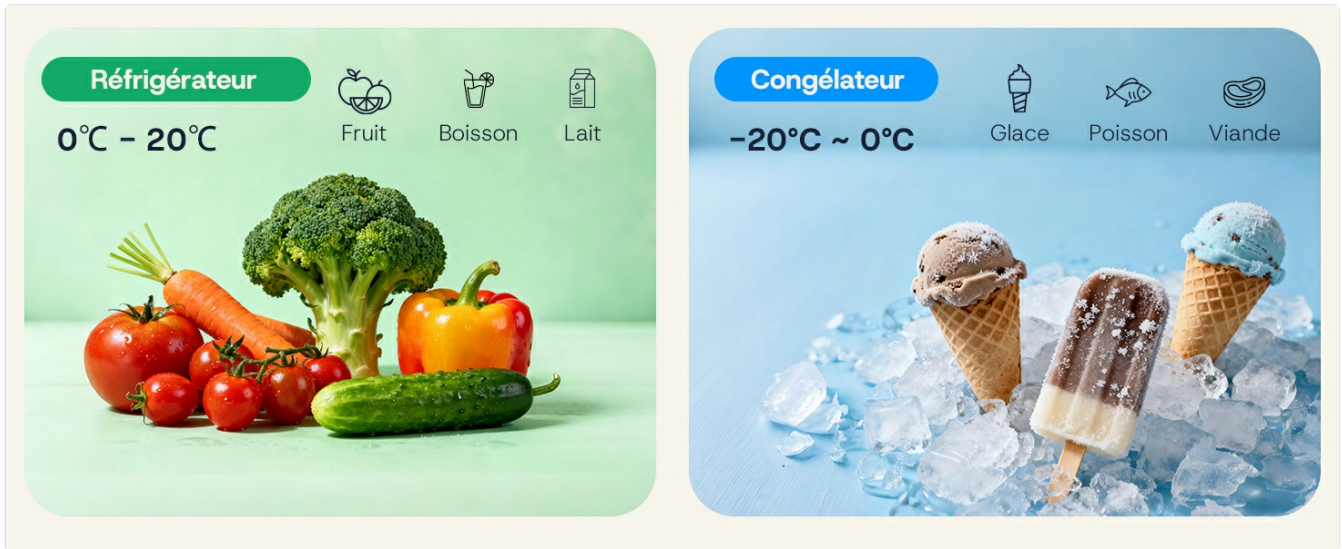 Réfrigérateur
0℃ – 20℃
Fruit
Boisson
Lait
Congélateur
–20°C ~ 0°C
Glace
Poisson
Viande